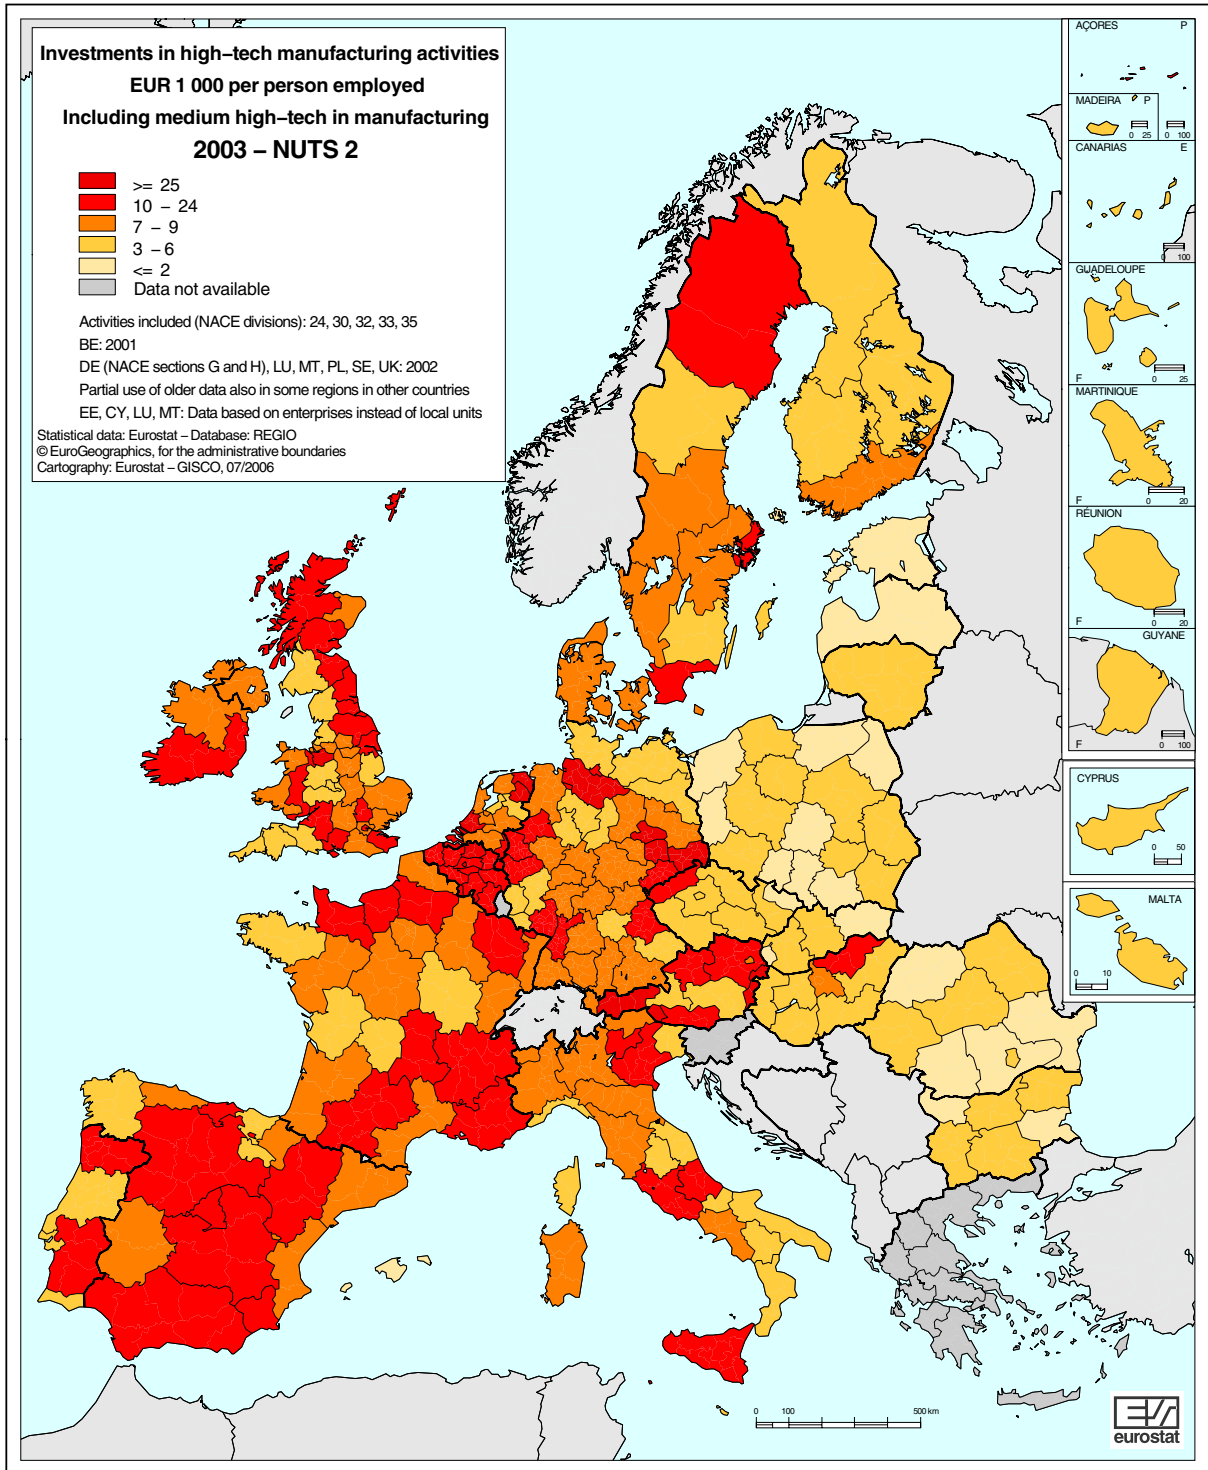 Investments in high–tech manufacturing activities
EUR 1 000 per person employed
Including medium high–tech in manufacturing
2003 – NUTS 2
>= 25
10 – 24
7 – 9
3 – 6
<= 2
Data not available
Activities included (NACE divisions): 24, 30, 32, 33, 35
BE: 2001
DE (NACE sections G and H), LU, MT, PL, SE, UK: 2002
Partial use of older data also in some regions in other countries
EE, CY, LU, MT: Data based on enterprises instead of local units
Statistical data: Eurostat – Database: REGIO
© EuroGeographics, for the administrative boundaries
Cartography: Eurostat – GISCO, 07/2006
AÇORES P
MADEIRA P
0 25 0 100
CANARIAS E
0 100
GUADELOUPE
F 0 25
MARTINIQUE
F 0 20
RÉUNION
F 0 20
GUYANE
F 0 100
CYPRUS
0 50
MALTA
0 10
0 100 500 km
eurostat